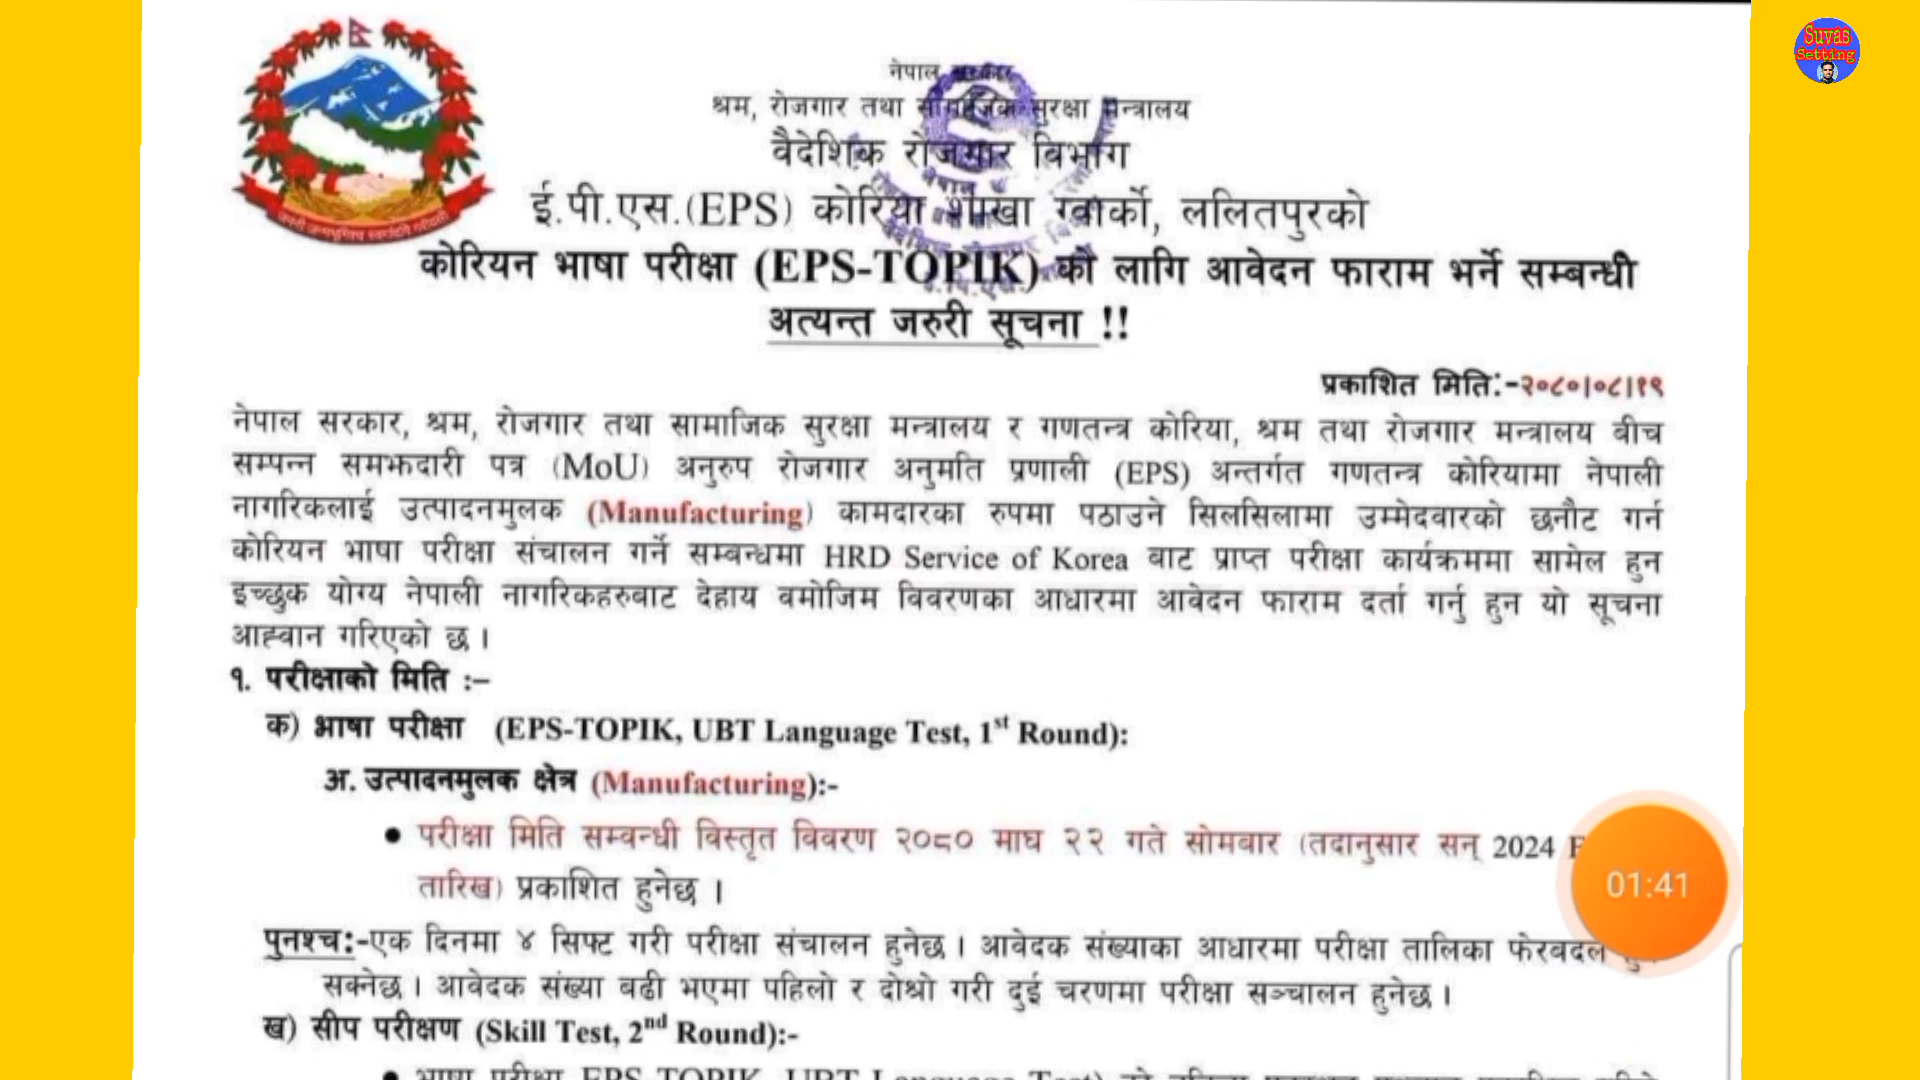 Suvas
Setting
नेपाल सरकार
श्रम, रोजगार तथा सामाजिक सुरक्षा मन्त्रालय
वैदेशिक रोजगार विभाग
ई.पी.एस.(EPS) कोरिया शाखा ग्वार्को, ललितपुरको
कोरियन भाषा परीक्षा (EPS-TOPIK) को लागि आवेदन फाराम भर्ने सम्बन्धी
अत्यन्त जरुरी सूचना !!
प्रकाशित मितिः-२०८०|०८|१९
नेपाल सरकार, श्रम, रोजगार तथा सामाजिक सुरक्षा मन्त्रालय र गणतन्त्र कोरिया, श्रम तथा रोजगार मन्त्रालय बीच
सम्पन्न समझदारी पत्र (MoU) अनुरुप रोजगार अनुमति प्रणाली (EPS) अन्तर्गत गणतन्त्र कोरियामा नेपाली
नागरिकलाई उत्पादनमुलक (Manufacturing) कामदारका रुपमा पठाउने सिलसिलामा उम्मेदवारको छनौट गर्न
कोरियन भाषा परीक्षा संचालन गर्ने सम्बन्धमा HRD Service of Korea बाट प्राप्त परीक्षा कार्यक्रममा सामेल हुन
इच्छुक योग्य नेपाली नागरिकहरुबाट देहाय वमोजिम विवरणका आधारमा आवेदन फाराम दर्ता गर्नु हुन यो सूचना
आह्वान गरिएको छ ।
१. परीक्षाको मिति :–
क) भाषा परीक्षा (EPS-TOPIK, UBT Language Test, 1st Round):
अ. उत्पादनमुलक क्षेत्र (Manufacturing):-
● परीक्षा मिति सम्वन्धी विस्तृत विवरण २०८० माघ २२ गते सोमबार (तदानुसार सन् 2024
तारिख) प्रकाशित हुनेछ ।
पुनश्चः-एक दिनमा ४ सिफ्ट गरी परीक्षा संचालन हुनेछ । आवेदक संख्याका आधारमा परीक्षा तालिका फेरबदल
सक्नेछ । आवेदक संख्या बढी भएमा पहिलो र दोश्रो गरी दुई चरणमा परीक्षा सञ्चालन हुनेछ ।
ख) सीप परीक्षण (Skill Test, 2nd Round):-
01:41